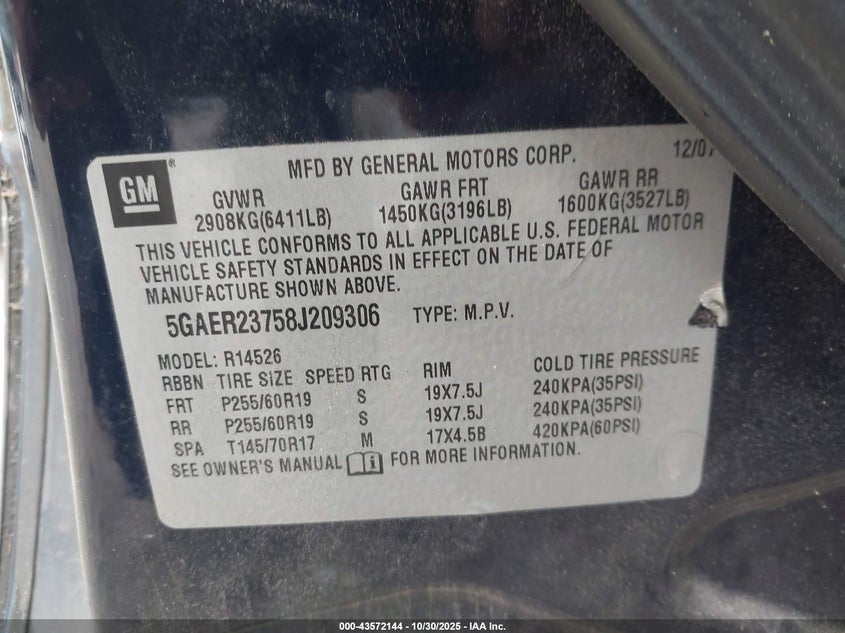 GM ® MFD BY GENERAL MOTORS CORP. 12/07
GVWR GAWR FRT GAWR RR
2908KG(6411LB) 1450KG(3196LB) 1600KG(3527LB)
THIS VEHICLE CONFORMS TO ALL APPLICABLE U.S. FEDERAL MOTOR
VEHICLE SAFETY STANDARDS IN EFFECT ON THE DATE OF
MANUFACTURE SHOWN ABOVE.
5GAER23758J209306 TYPE: M.P.V.
MODEL: R14526
RBBN TIRE SIZE SPEED RTG RIM COLD TIRE PRESSURE
FRT P255/60R19 S 19X7.5J 240KPA(35PSI)
RR P255/60R19 S 19X7.5J 240KPA(35PSI)
SPA T145/70R17 M 17X4.5B 420KPA(60PSI)
SEE OWNER'S MANUAL i FOR MORE INFORMATION.
000-43572144 | 10/30/2025 - IAA Inc.